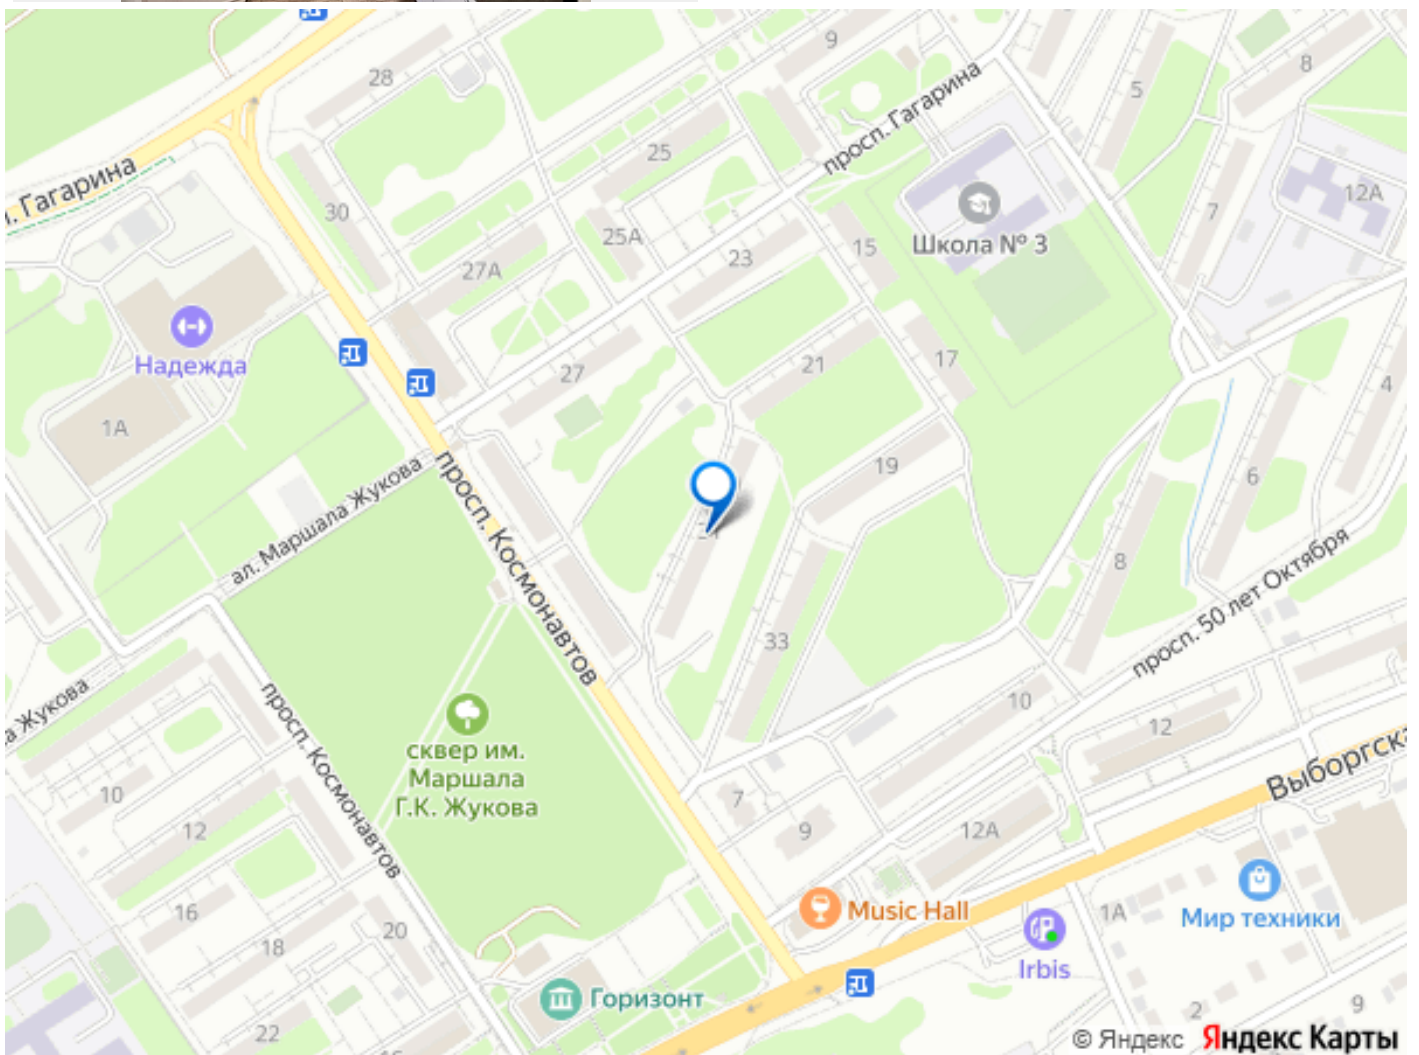 9
8
28
5
просп. Гагарина
25
. Гагарина
12А
30
7
Школа № 3
25А
15
23
27А
Надежда
21
17
27
4
1А
ал. Маршала Жукова
19
просп. Космонавтов
6
8
просп. 50 лет Октября
33
а Жукова
просп. Космонавтов
10
12
сквер им.
Маршала
Г.К. Жукова
Выборгска
10
7
12
9
12А
16
Music Hall
1А
Мир техники
20
18
Irbis
Горизонт
2
9
22
© Яндекс Яндекс Карты